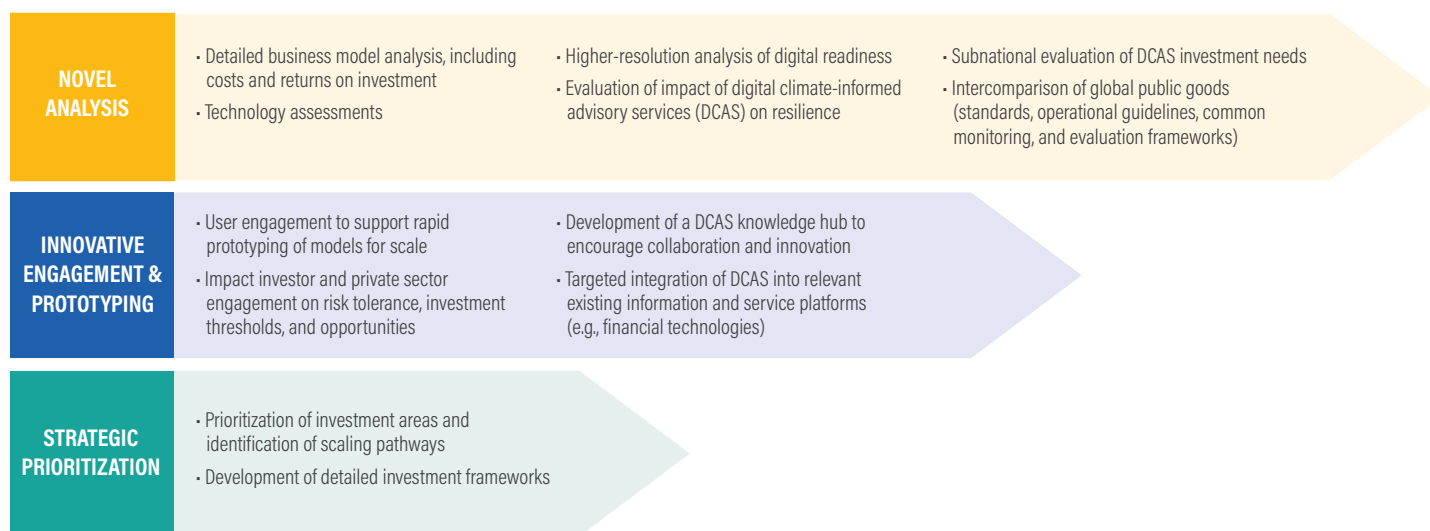 NOVEL
ANALYSIS
• Detailed business model analysis, including
costs and returns on investment
• Technology assessments
• Higher-resolution analysis of digital readiness
• Evaluation of impact of digital climate-informed
advisory services (DCAS) on resilience
• Subnational evaluation of DCAS investment needs
• Intercomparison of global public goods
(standards, operational guidelines, common
monitoring, and evaluation frameworks)
INNOVATIVE
ENGAGEMENT &
PROTOTYPING
• User engagement to support rapid
prototyping of models for scale
• Impact investor and private sector
engagement on risk tolerance, investment
thresholds, and opportunities
• Development of a DCAS knowledge hub to
encourage collaboration and innovation
• Targeted integration of DCAS into relevant
existing information and service platforms
(e.g., financial technologies)
STRATEGIC
PRIORITIZATION
• Prioritization of investment areas and
identification of scaling pathways
• Development of detailed investment frameworks